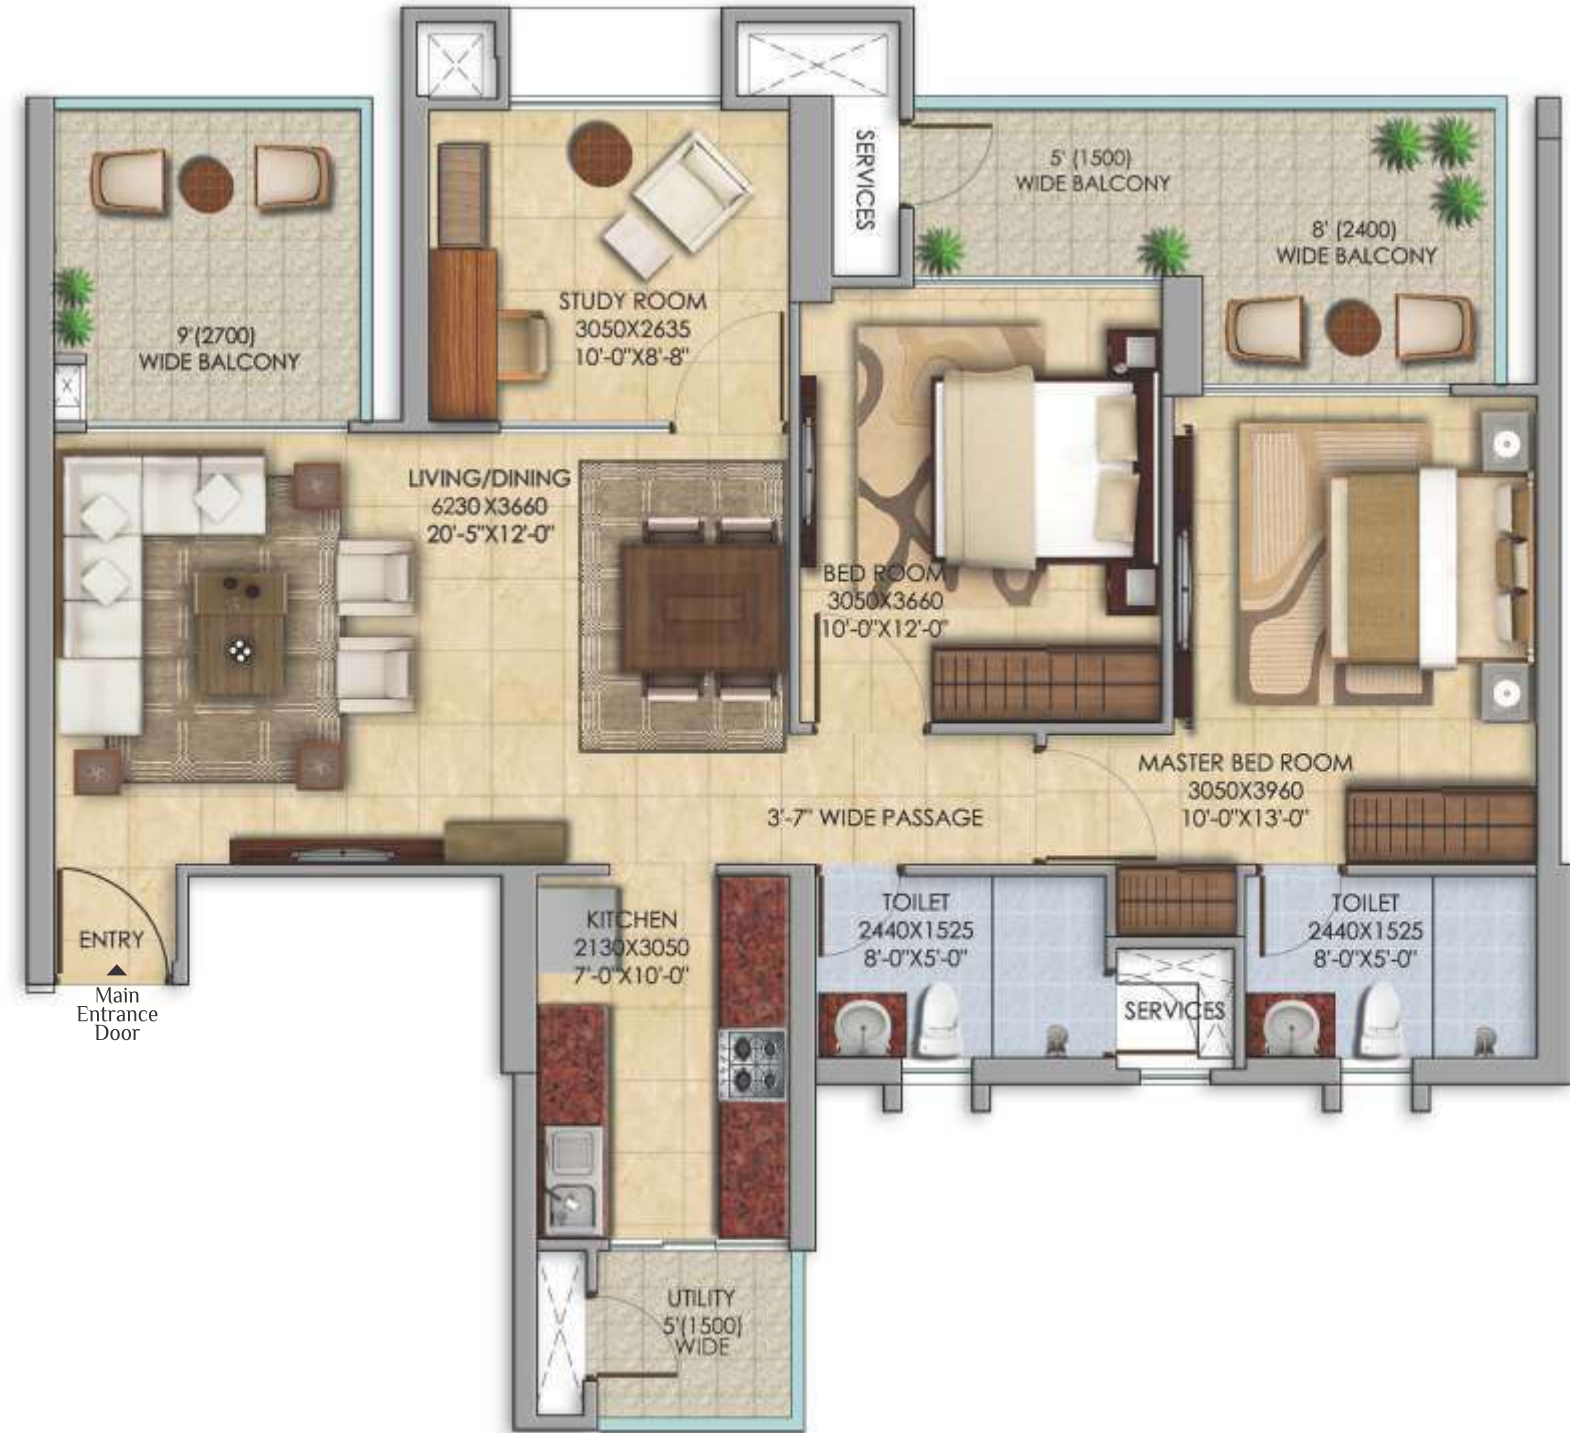 SERVICES
5' (1500)
WIDE BALCONY
8' (2400)
WIDE BALCONY
9'(2700)
WIDE BALCONY
X
STUDY ROOM
3050X2635
10'-0"X8'-8"
LIVING/DINING
6230 X3660
20'-5"X12'-0"
BED ROOM
3050X3660
10'-0"X12'-0"
MASTER BED ROOM
3050X3960
10'-0"X13'-0"
3'-7" WIDE PASSAGE
ENTRY
Main
Entrance
Door
KITCHEN
2130X3050
7'-0"X10'-0"
TOILET
2440X1525
8'-0"X5'-0"
SERVICES
TOILET
2440X1525
8'-0"X5'-0"
UTILITY
5'(1500)
WIDE